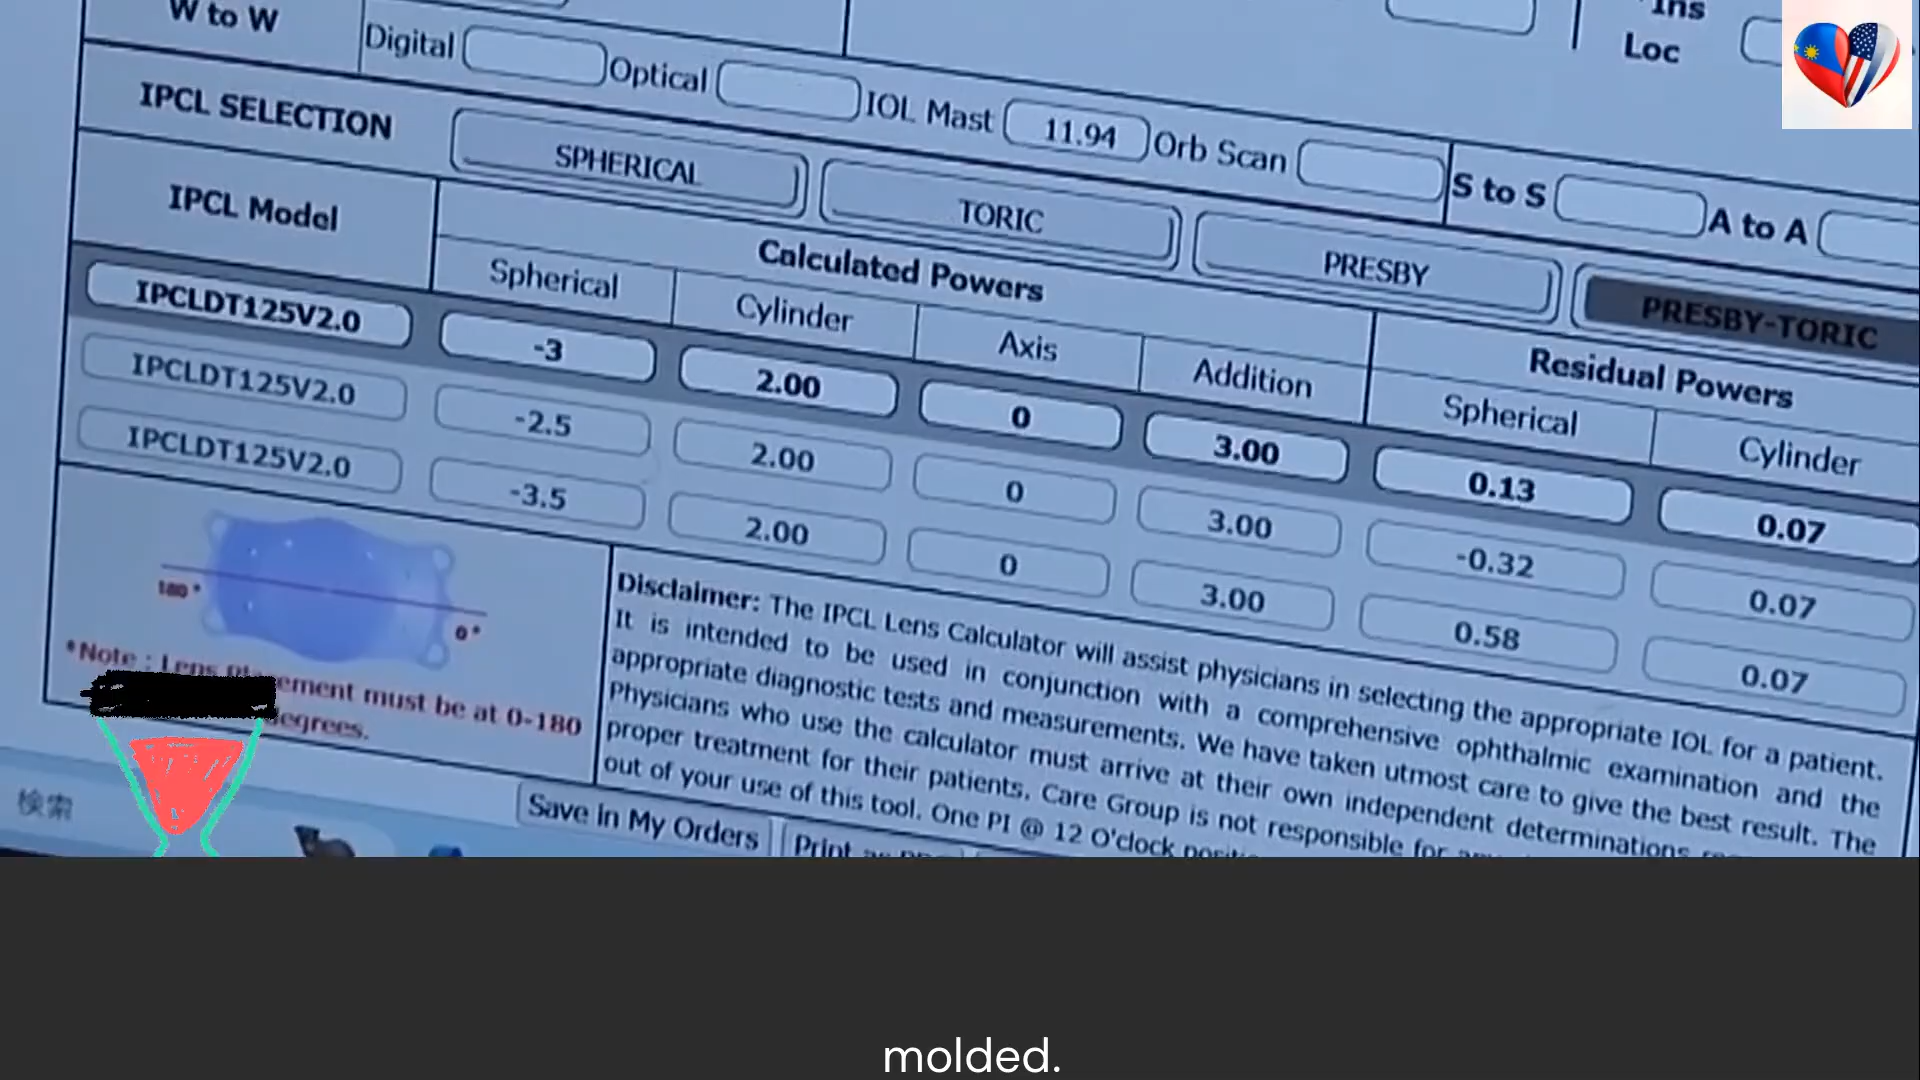 W to W
Digital
Optical
IOL Mast 11.94
Orb Scan
S to S
A to A
Ins
Loc
IPCL SELECTION
SPHERICAL
TORIC
PRESBY
PRESBY-TORIC
IPCL Model
Calculated Powers
Residual Powers
Spherical Cylinder Axis Addition Spherical Cylinder
IPCLDT125V2.0 -3 2.00 0 3.00 0.13 0.07
IPCLDT125V2.0 -2.5 2.00 0 3.00 -0.32 0.07
IPCLDT125V2.0 -3.5 2.00 0 3.00 0.58 0.07
180°
0°
*Note : Lens must be at 0-180
degrees.
Disclaimer: The IPCL Lens Calculator will assist physicians in selecting the appropriate IOL for a patient.
It is intended to be used in conjunction with a comprehensive ophthalmic examination and the
appropriate diagnostic tests and measurements. We have taken utmost care to give the best result. The
Physicians who use the calculator must arrive at their own independent determinations
proper treatment for their patients. Care Group is not responsible for
out of your use of this tool. One PI @ 12 O'clock
Save In My Orders
Print
検索
molded.